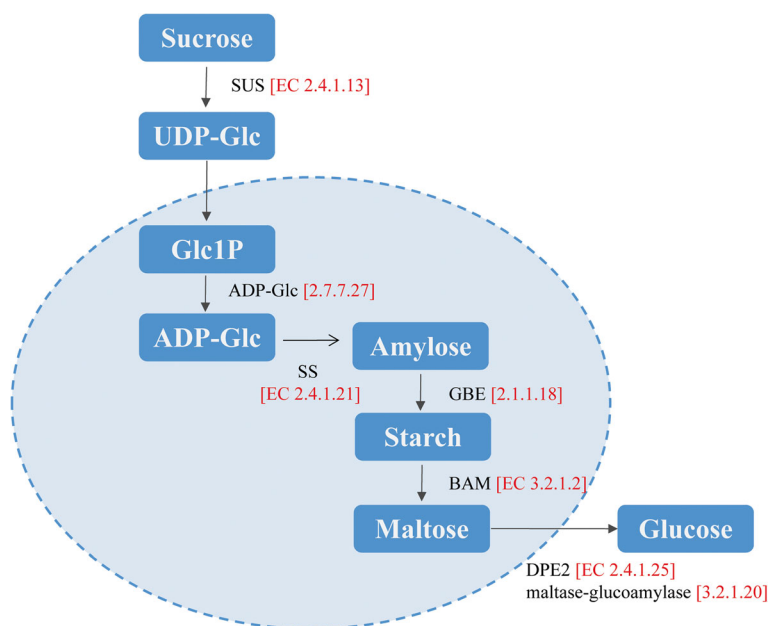 Sucrose
SUS [EC 2.4.1.13]
UDP-Glc
Glc1P
ADP-Glc [2.7.7.27]
ADP-Glc
Amylose
SS
[EC 2.4.1.21]
GBE [2.1.1.18]
Starch
BAM [EC 3.2.1.2]
Maltose
Glucose
DPE2 [EC 2.4.1.25]
maltase-glucoamylase [3.2.1.20]